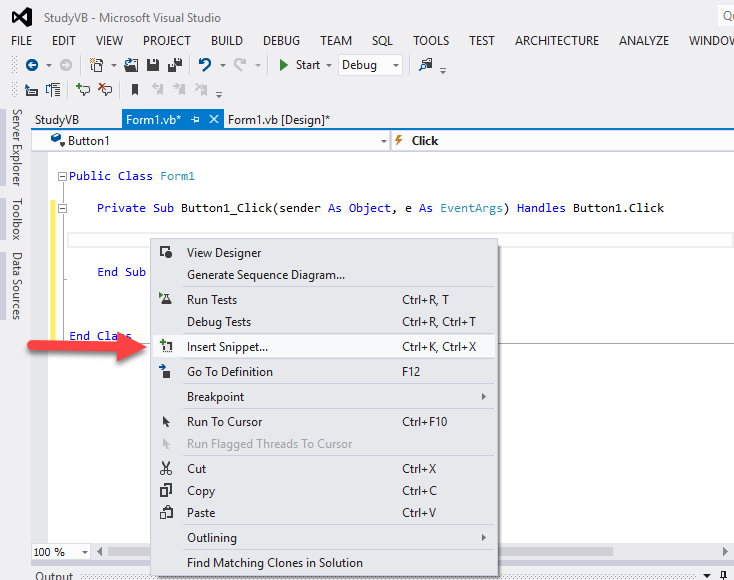 StudyVB - Microsoft Visual Studio
FILE EDIT VIEW PROJECT BUILD DEBUG TEAM SQL TOOLS TEST ARCHITECTURE ANALYZE WINDOW
Start Debug
StudyVB Form1.vb* Form1.vb [Design]*
Button1 Click
Server Explorer
Toolbox
Data Sources
Public Class Form1
Private Sub Button1_Click(sender As Object, e As EventArgs) Handles Button1.Click
End Sub
End Class
View Designer
Generate Sequence Diagram...
Run Tests Ctrl+R, T
Debug Tests Ctrl+R, Ctrl+T
Insert Snippet... Ctrl+K, Ctrl+X
Go To Definition F12
Breakpoint
Run To Cursor Ctrl+F10
Run Flagged Threads To Cursor
Cut Ctrl+X
Copy Ctrl+C
Paste Ctrl+V
Outlining
Find Matching Clones in Solution
100 %
Output